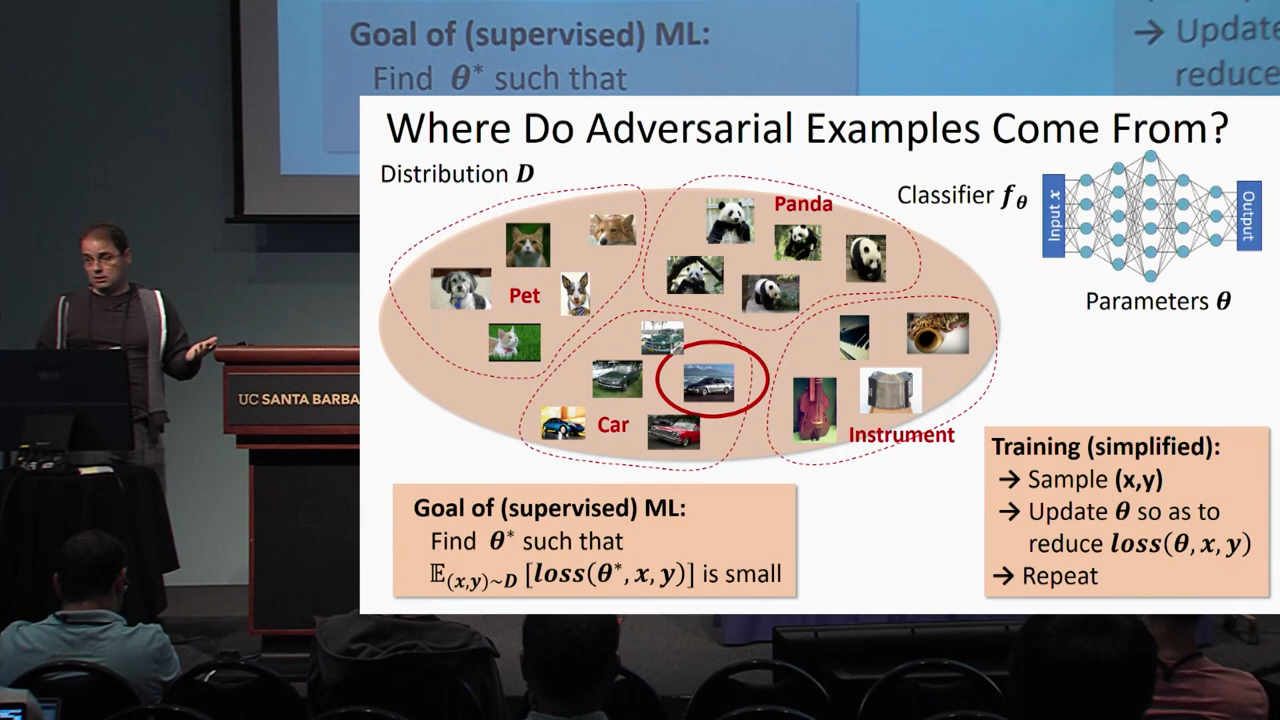 Goal of (supervised) ML:
Find θ* such that
→ Update
reduce
Where Do Adversarial Examples Come From?
Distribution D
Classifier fθ
Input x
Output
Parameters θ
Panda
Pet
Car
Instrument
UC SANTA BARBA
Goal of (supervised) ML:
Find θ* such that
𝔼(x,y)~D [loss(θ*, x, y)] is small
Training (simplified):
→ Sample (x,y)
→ Update θ so as to
reduce loss(θ, x, y)
→ Repeat